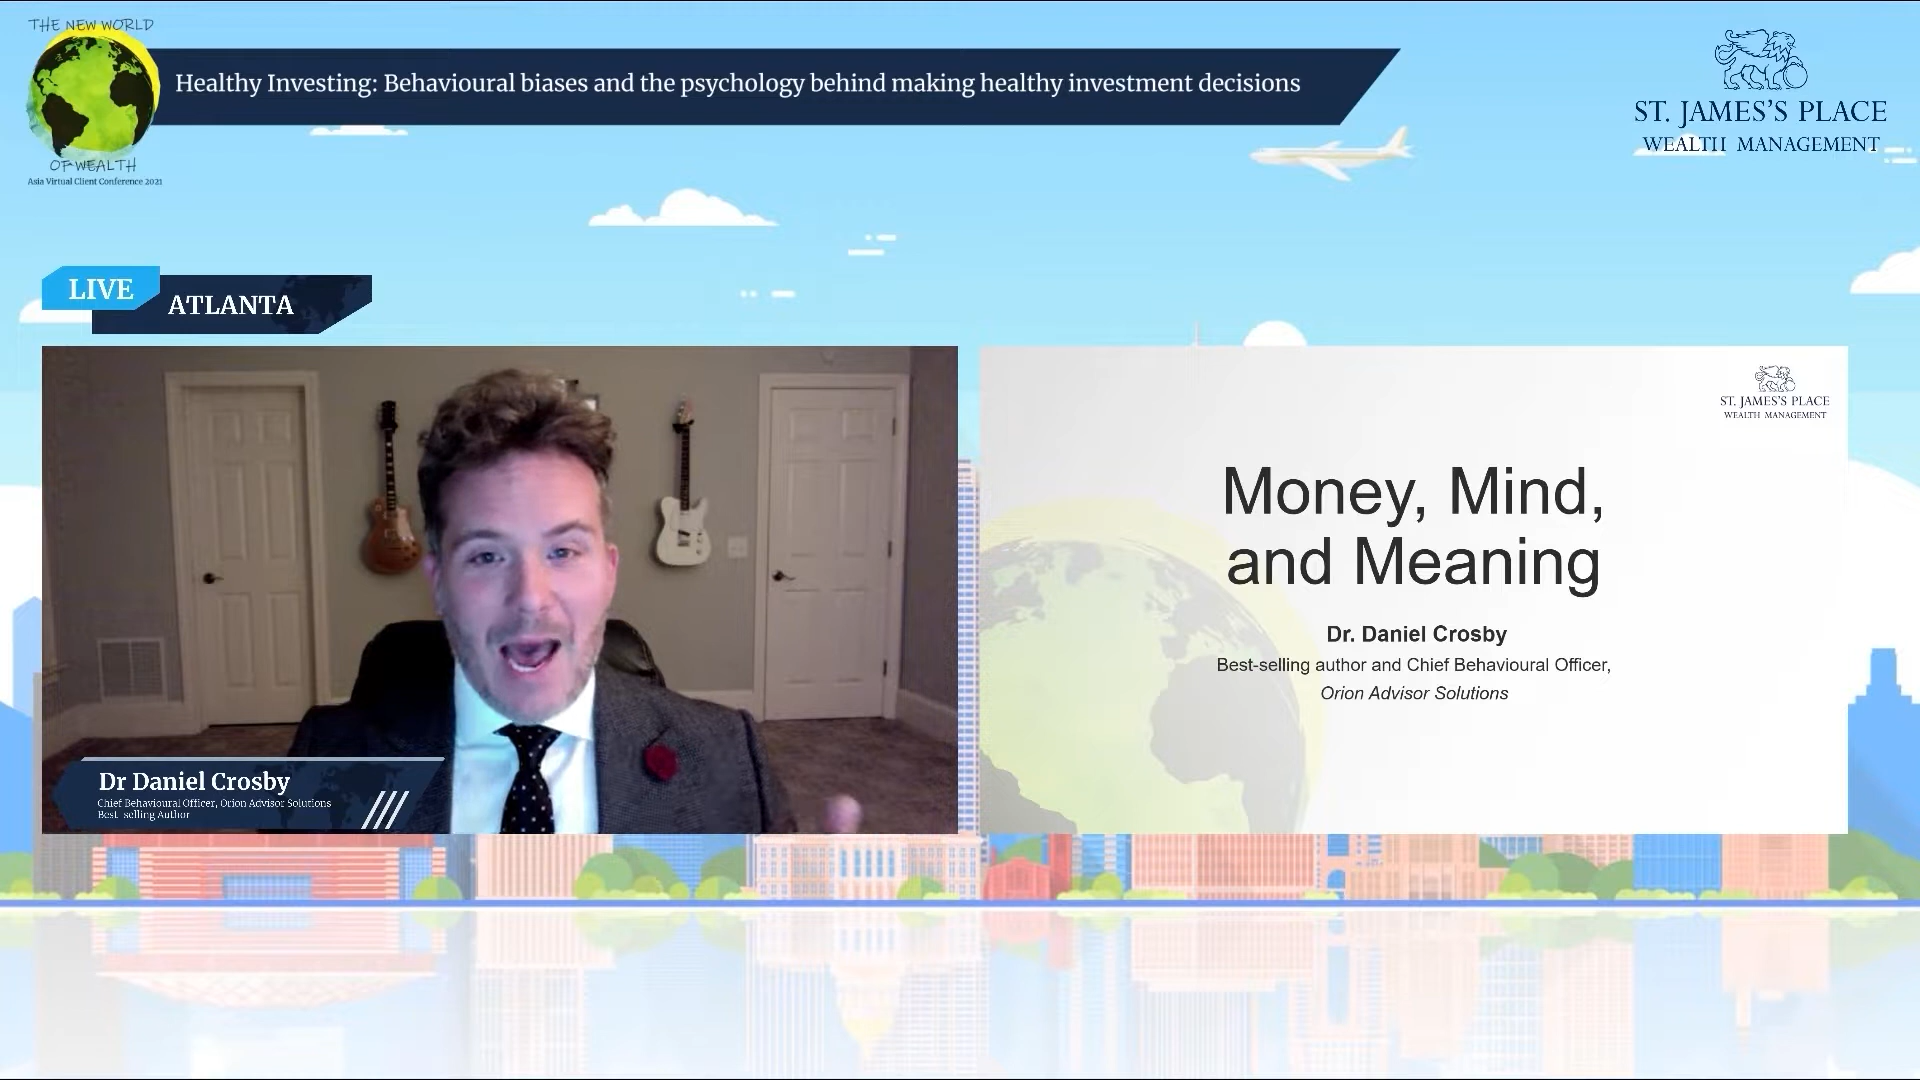 THE NEW WORLD
OF WEALTH
Asia Virtual Client Conference 2021
Healthy Investing: Behavioural biases and the psychology behind making healthy investment decisions
ST. JAMES'S PLACE
WEALTH MANAGEMENT
LIVE
ATLANTA
Dr Daniel Crosby
Chief Behavioural Officer, Orion Advisor Solutions
Best-selling Author
ST. JAMES'S PLACE
WEALTH MANAGEMENT
Money, Mind,
and Meaning
Dr. Daniel Crosby
Best-selling author and Chief Behavioural Officer,
Orion Advisor Solutions